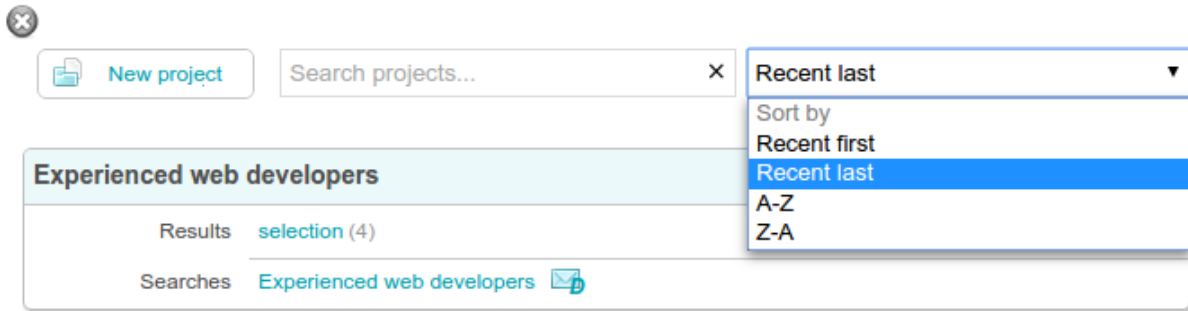 New project
Search projects...
×
Recent last
Sort by
Recent first
Recent last
A-Z
Z-A
Experienced web developers
Results selection (4)
Searches Experienced web developers D